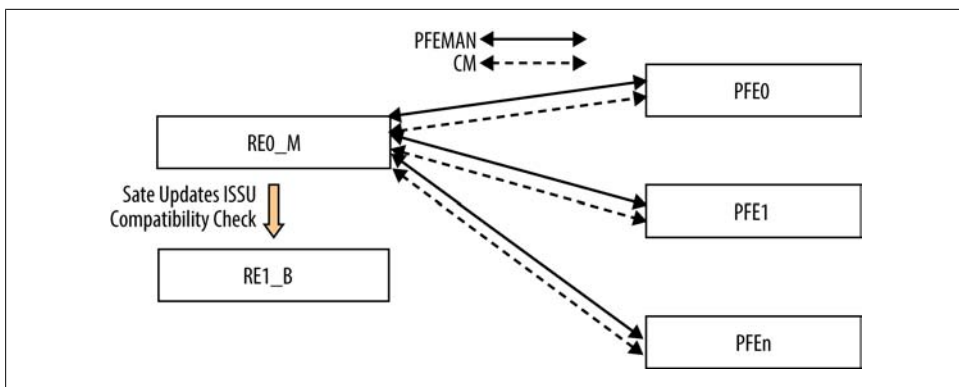 PFEMAN
CM
PFE0
RE0_M
Sate Updates ISSU
Compatibility Check
PFE1
RE1_B
PFEn